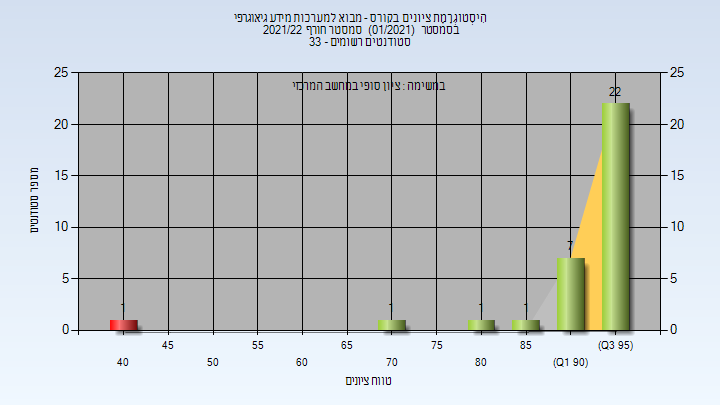 היסטוגרמת ציונים בקורס - מבוא למערכות מידע גיאוגרפי
בסמסטר (01/2021) סמסטר חורף 2021/22
סטודנטים רשומים - 33
במשימה : ציון סופי במחשב המרכזי
25 25
20 20
15 15
10 10
5 5
0 0
מספר סטודנטים
1 1 1 1 7 22
45 55 65 75 85 (Q3 95)
40 50 60 70 80 (Q1 90)
טווח ציונים